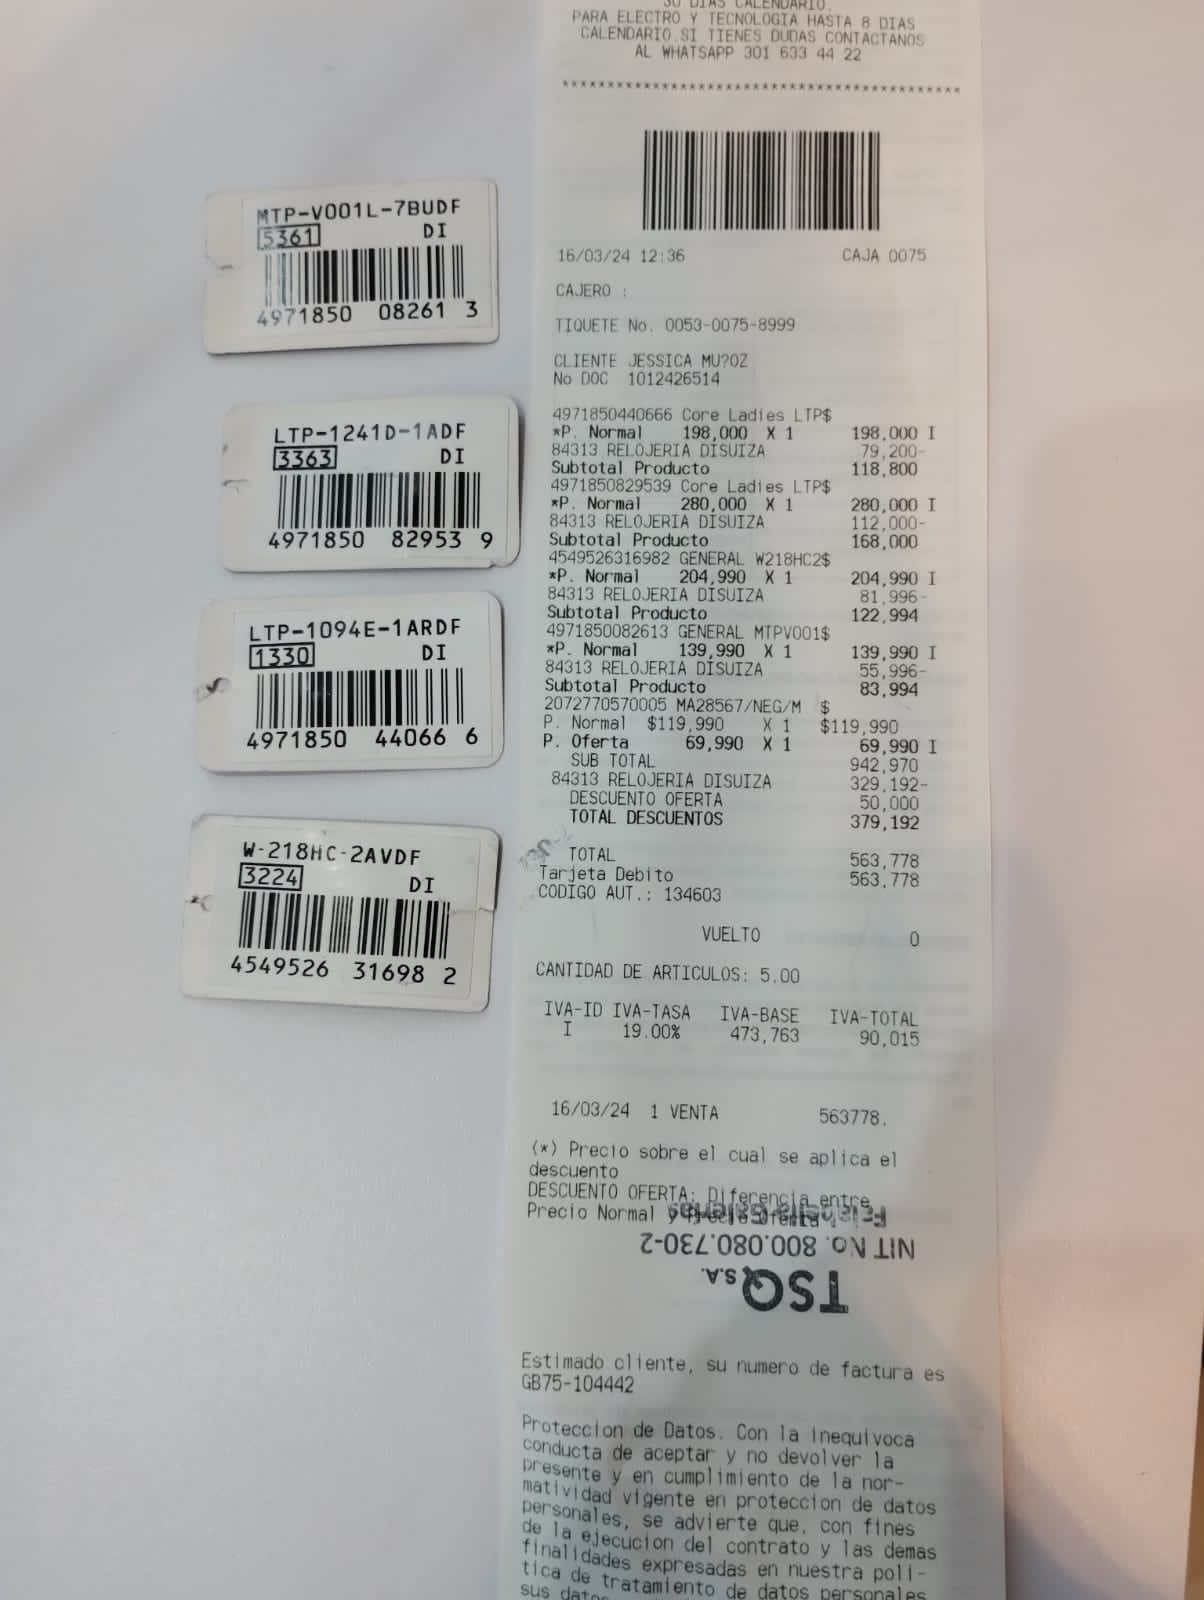 MTP-V001L-7BUDF
5361 DI
4971850 08261 3
LTP-1241D-1ADF
3363 DI
4971850 82953 9
LTP-1094E-1ARDF
1330 DI
4971850 44066 6
W-218HC-2AVDF
3224 DI
4549526 31698 2
30 DIAS CALENDARIO.
PARA ELECTRO Y TECNOLOGIA HASTA 8 DIAS
CALENDARIO.SI TIENES DUDAS CONTACTANOS
AL WHATSAPP 301 633 44 22
16/03/24 12:36 CAJA 0075
CAJERO :
TIQUETE No. 0053-0075-8999
CLIENTE JESSICA MU?OZ
No DOC 1012426514
4971850440666 Core Ladies LTP$
*P. Normal 198,000 X 1 198,000 I
84313 RELOJERIA DISUIZA 79,200-
Subtotal Producto 118,800
4971850829539 Core Ladies LTP$
*P. Normal 280,000 X 1 280,000 I
84313 RELOJERIA DISUIZA 112,000-
Subtotal Producto 168,000
4549526316982 GENERAL W218HC2$
*P. Normal 204,990 X 1 204,990 I
84313 RELOJERIA DISUIZA 81,996-
Subtotal Producto 122,994
4971850082613 GENERAL MTPV001$
*P. Normal 139,990 X 1 139,990 I
84313 RELOJERIA DISUIZA 55,996-
Subtotal Producto 83,994
2072770570005 MA28567/NEG/M $
P. Normal $119,990 X 1 $119,990
P. Oferta 69,990 X 1 69,990 I
SUB TOTAL 942,970
84313 RELOJERIA DISUIZA 329,192-
DESCUENTO OFERTA 50,000
TOTAL DESCUENTOS 379,192
TOTAL 563,778
Tarjeta Debito 563,778
CODIGO AUT.: 134603
VUELTO 0
CANTIDAD DE ARTICULOS: 5.00
IVA-ID IVA-TASA IVA-BASE IVA-TOTAL
I 19.00% 473,763 90,015
16/03/24 1 VENTA 563778.
(*) Precio sobre el cual se aplica el
descuento
DESCUENTO OFERTA: Diferencia entre
Precio Normal y Precio Oferta.
Falabella Galerias
NIT No. 800.080.730-2
TSQ S.A.
Estimado cliente, su numero de factura es
GB75-104442
Proteccion de Datos. Con la inequivoca
conducta de aceptar y no devolver la
presente y en cumplimiento de la nor-
matividad vigente en proteccion de datos
personales, se advierte que, con fines
de la ejecucion del contrato y las demas
finalidades expresadas en nuestra poli-
tica de tratamiento de datos personales
sus datos